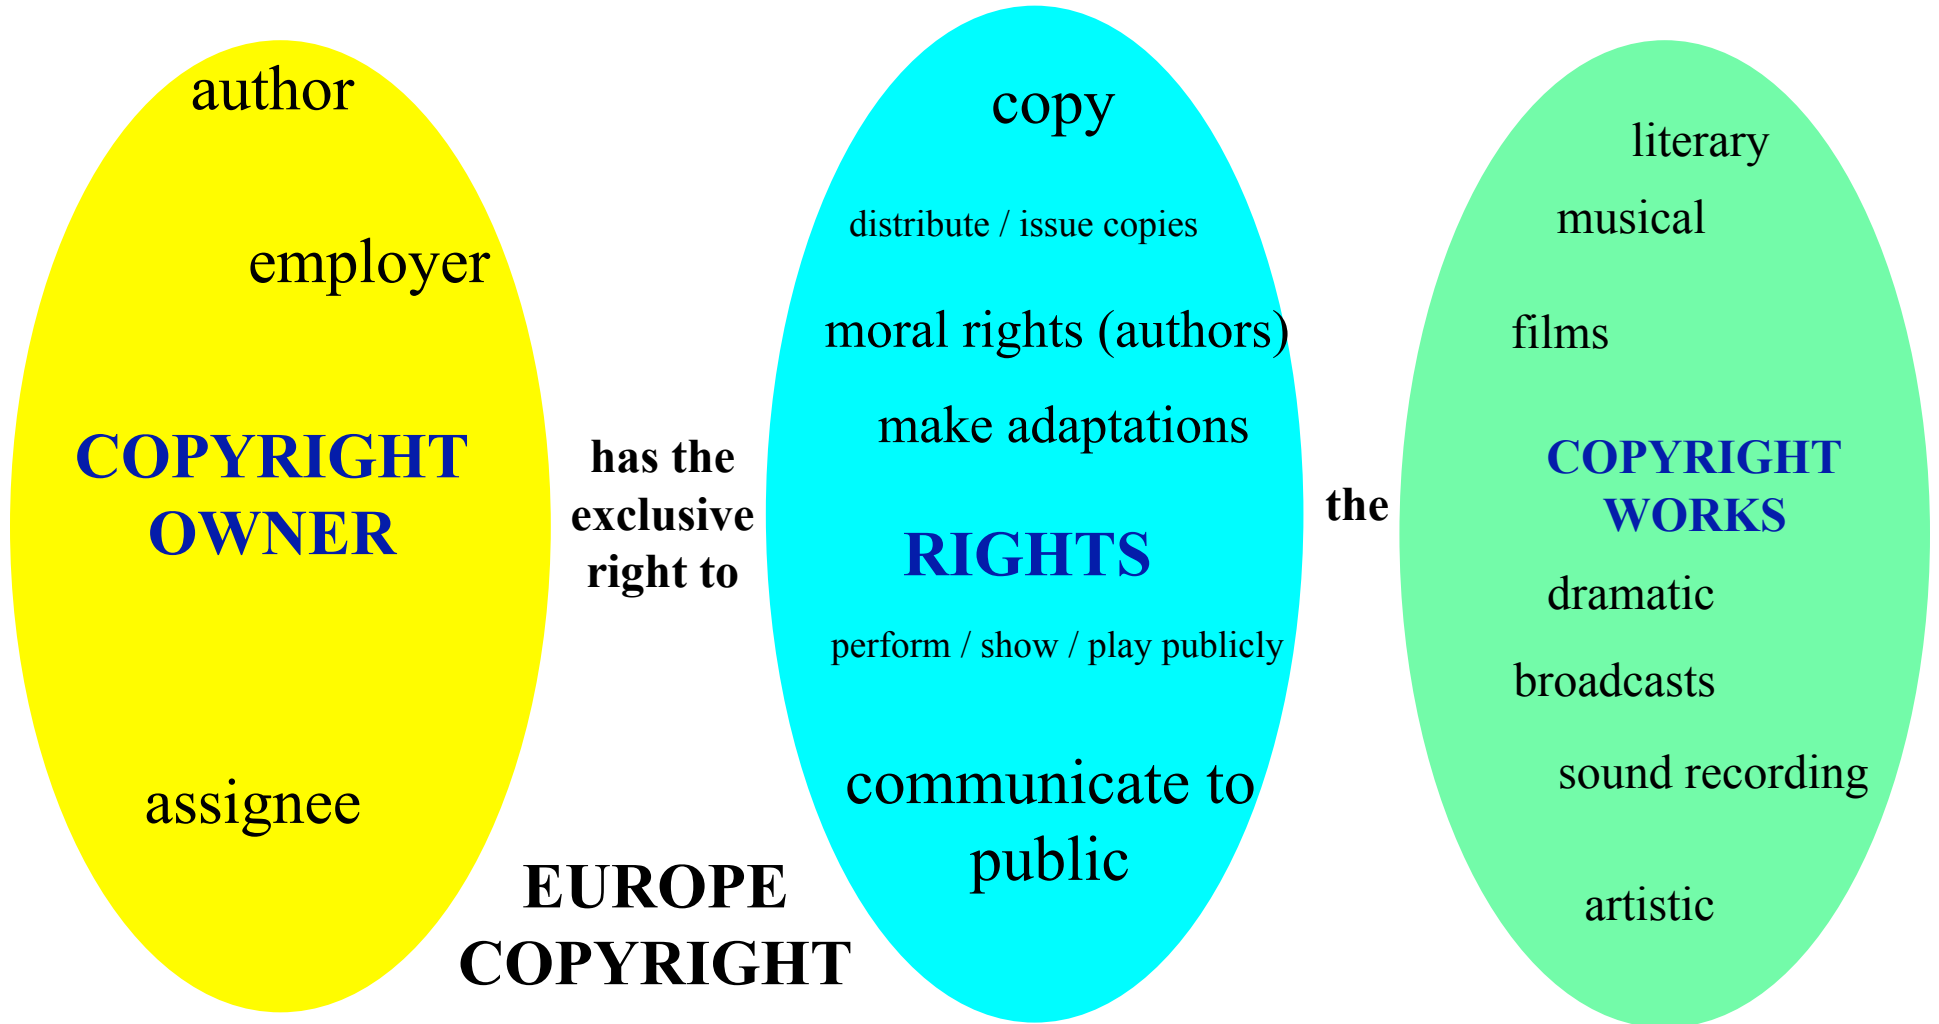 author
employer
COPYRIGHT
OWNER
assignee
has the
exclusive
right to
EUROPE
COPYRIGHT
copy
distribute / issue copies
moral rights (authors)
make adaptations
RIGHTS
perform / show / play publicly
communicate to
public
the
literary
musical
films
COPYRIGHT
WORKS
dramatic
broadcasts
sound recording
artistic